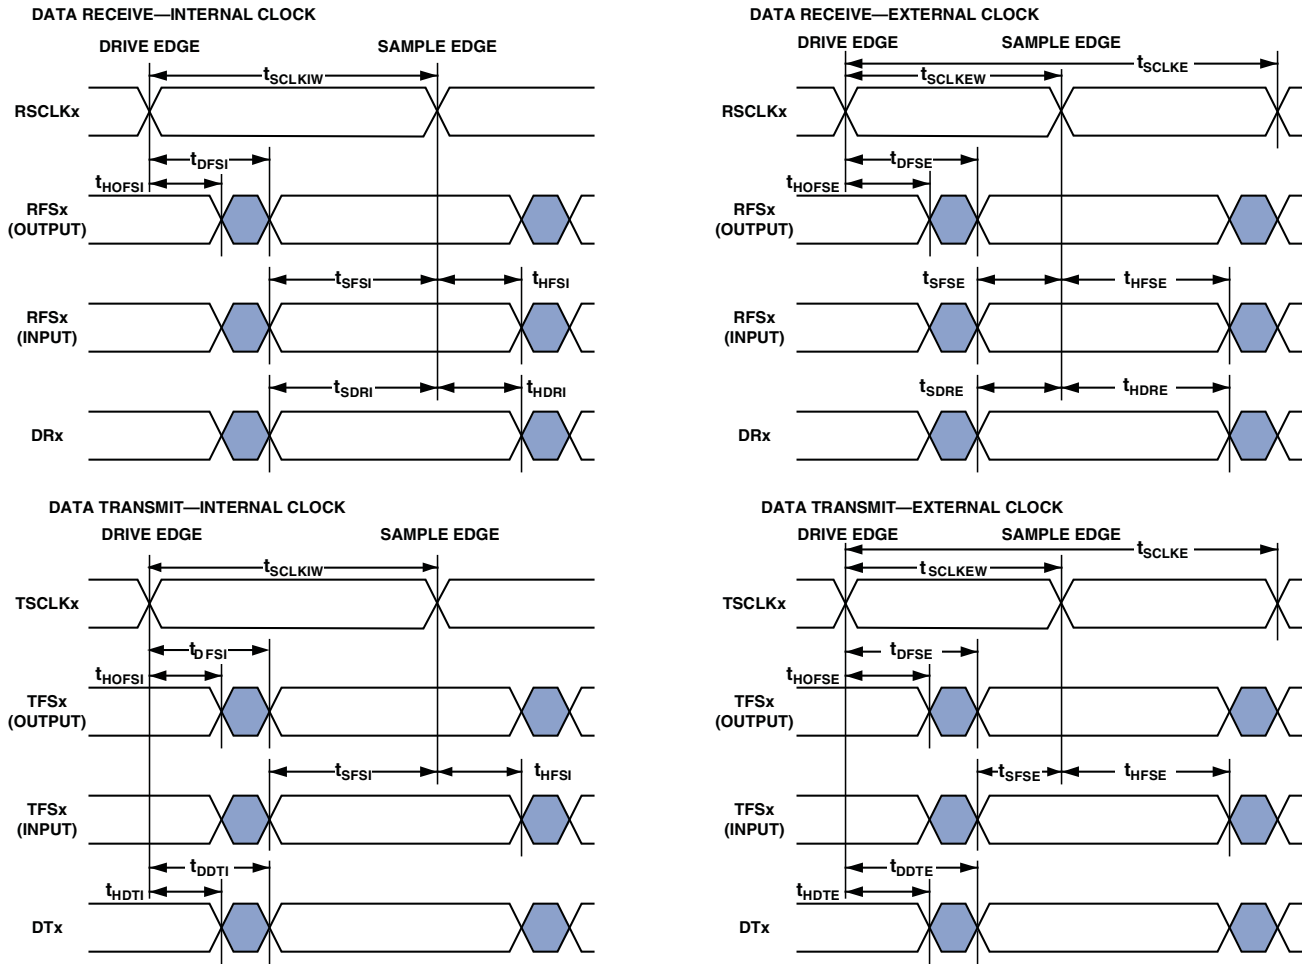 DATA RECEIVE—INTERNAL CLOCK
DRIVE EDGE
SAMPLE EDGE
tSCLKIW
RSCLKx
tDFSI
tHOFSI
RFSx
(OUTPUT)
tSFSI
tHFSI
RFSx
(INPUT)
tSDRI
tHDRI
DRx
DATA RECEIVE—EXTERNAL CLOCK
DRIVE EDGE
SAMPLE EDGE
tSCLKE
tSCLKEW
RSCLKx
tDFSE
tHOFSE
RFSx
(OUTPUT)
tSFSE
tHFSE
RFSx
(INPUT)
tSDRE
tHDRE
DRx
DATA TRANSMIT—INTERNAL CLOCK
DRIVE EDGE
SAMPLE EDGE
tSCLKIW
TSCLKx
tDFSI
tHOFSI
TFSx
(OUTPUT)
tSFSI
tHFSI
TFSx
(INPUT)
tDDTI
tHDTI
DTx
DATA TRANSMIT—EXTERNAL CLOCK
DRIVE EDGE
SAMPLE EDGE
tSCLKE
tSCLKEW
TSCLKx
tDFSE
tHOFSE
TFSx
(OUTPUT)
tSFSE
tHFSE
TFSx
(INPUT)
tDDTE
tHDTE
DTx